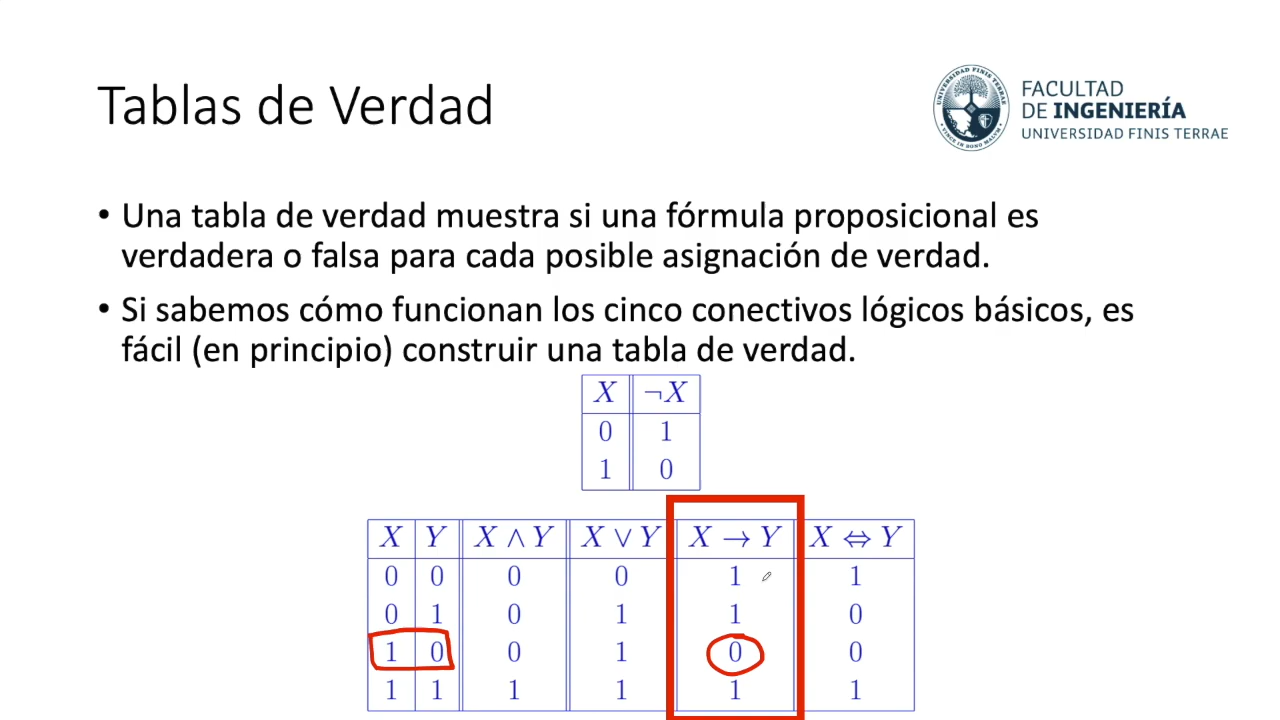 Tablas de Verdad
FACULTAD
DE INGENIERÍA
UNIVERSIDAD FINIS TERRAE
• Una tabla de verdad muestra si una fórmula proposicional es
verdadera o falsa para cada posible asignación de verdad.
• Si sabemos cómo funcionan los cinco conectivos lógicos básicos, es
fácil (en principio) construir una tabla de verdad.
X ¬X
0 1
1 0
X Y X ∧ Y X ∨ Y X → Y X ⇔ Y
0 0 0 0 1 1
0 1 0 1 1 0
1 0 0 1 0 0
1 1 1 1 1 1